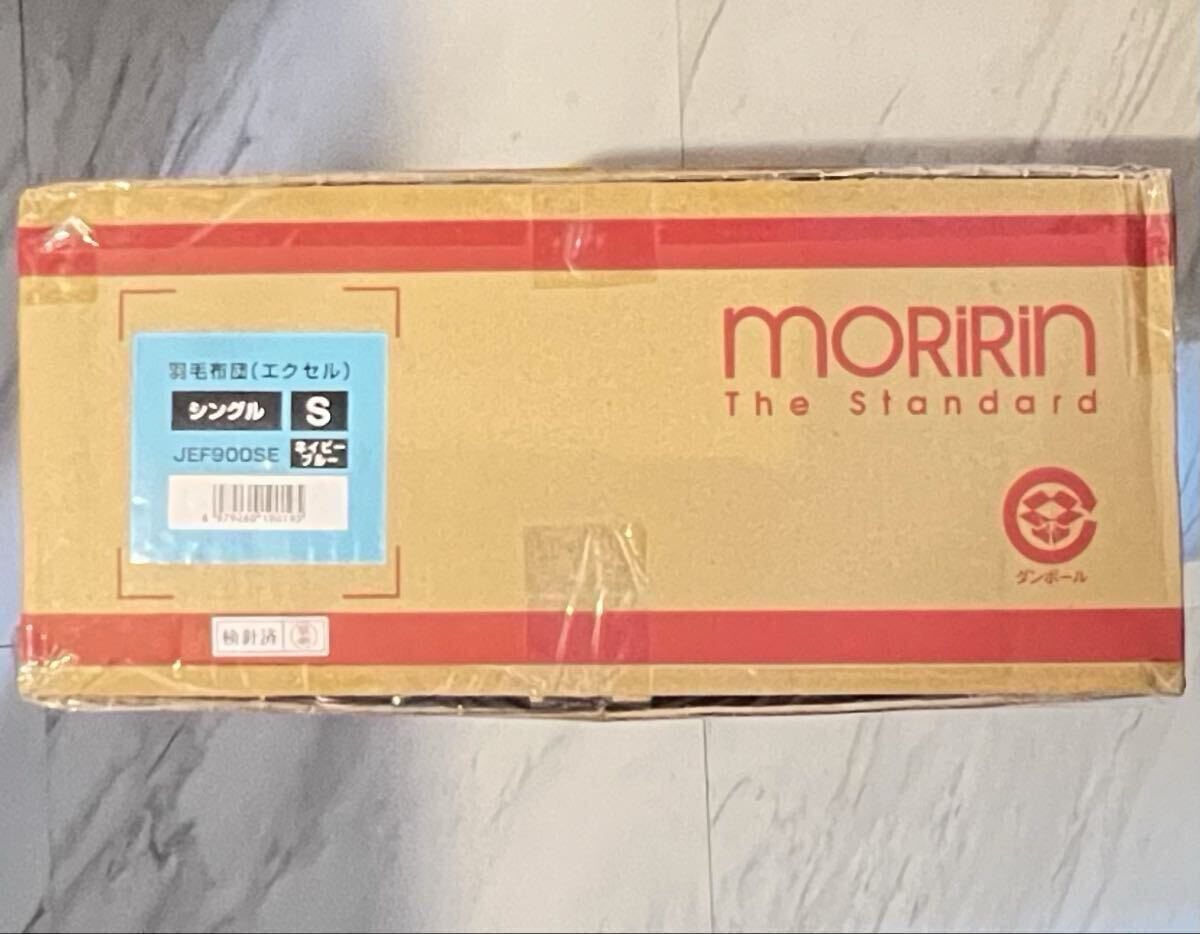 羽毛布団(エクセル)
シングル S
JEF900SE ネイビー
ブルー
検針済
moRiRin
The Standard
ダンボール